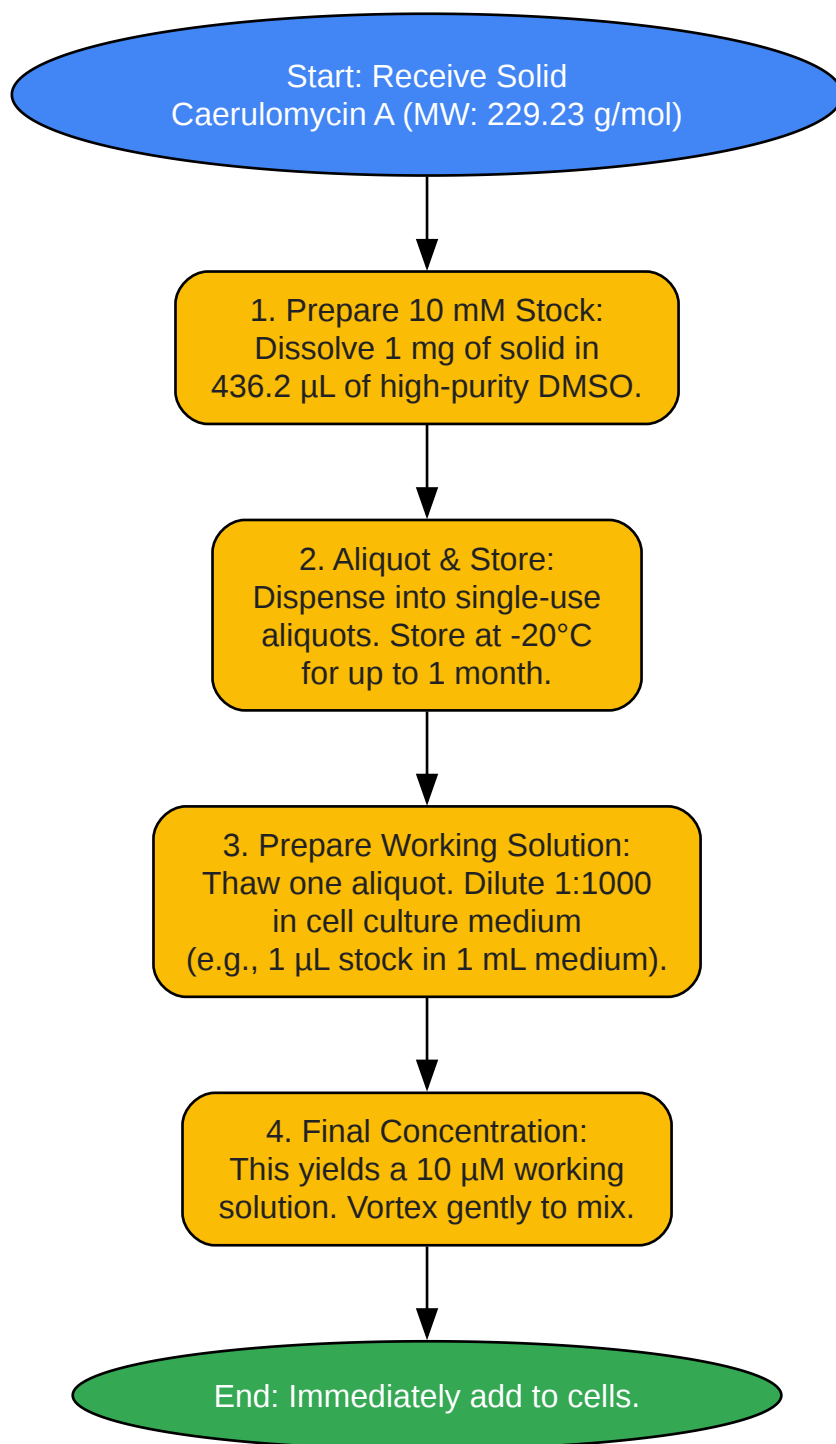 Start: Receive Solid
Caerulomycin A (MW: 229.23 g/mol)
1. Prepare 10 mM Stock:
Dissolve 1 mg of solid in
436.2 µL of high-purity DMSO.
2. Aliquot & Store:
Dispense into single-use
aliquots. Store at -20°C
for up to 1 month.
3. Prepare Working Solution:
Thaw one aliquot. Dilute 1:1000
in cell culture medium
(e.g., 1 µL stock in 1 mL medium).
4. Final Concentration:
This yields a 10 µM working
solution. Vortex gently to mix.
End: Immediately add to cells.